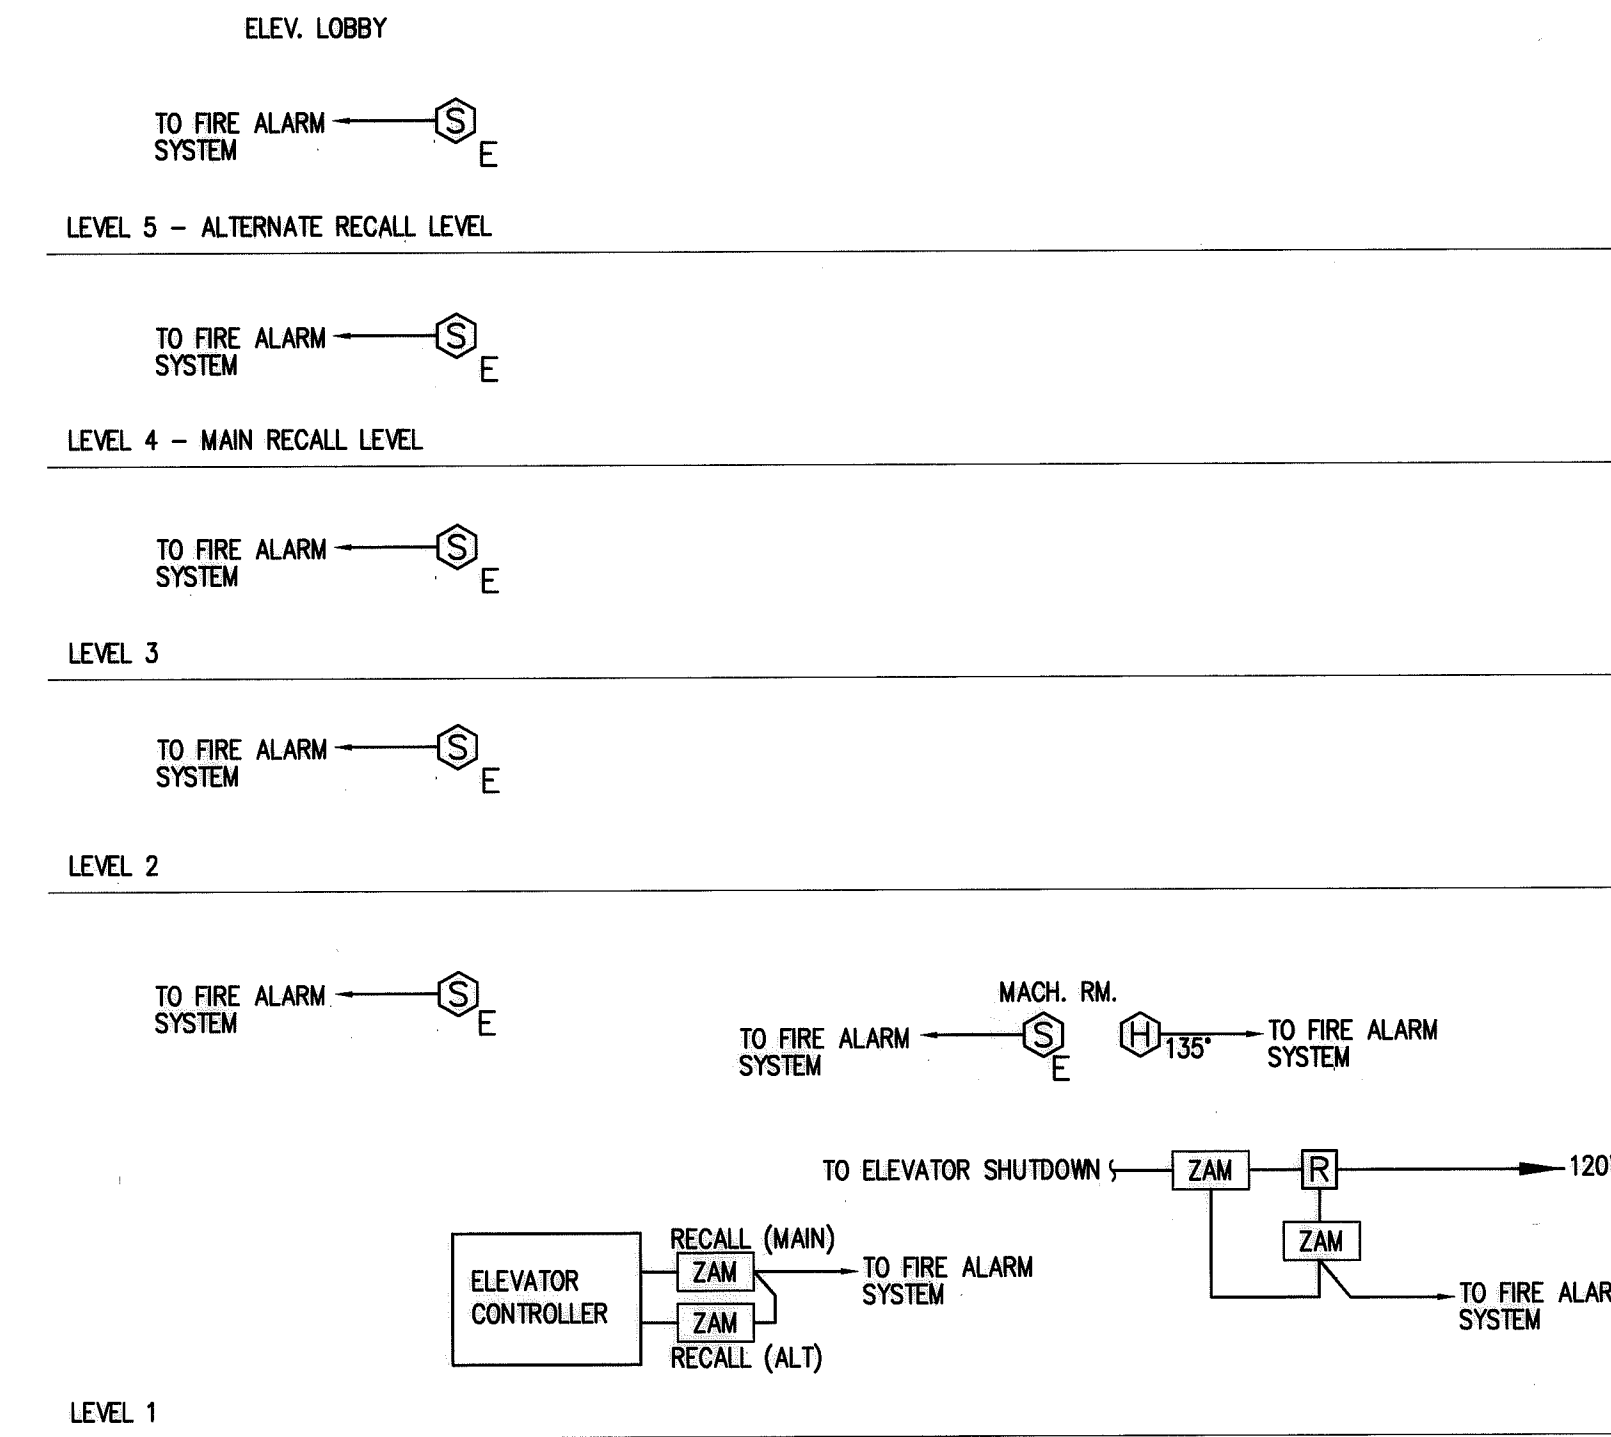 ELEV. LOBBY
TO FIRE ALARM
SYSTEM
S
E
LEVEL 5 – ALTERNATE RECALL LEVEL
TO FIRE ALARM
SYSTEM
S
E
LEVEL 4 – MAIN RECALL LEVEL
TO FIRE ALARM
SYSTEM
S
E
LEVEL 3
TO FIRE ALARM
SYSTEM
S
E
LEVEL 2
TO FIRE ALARM
SYSTEM
S
E
MACH. RM.
TO FIRE ALARM
SYSTEM
S
E
H
135°
TO FIRE ALARM
SYSTEM
TO ELEVATOR SHUTDOWN
ZAM
R
120
ZAM
TO FIRE ALAR
SYSTEM
ELEVATOR
CONTROLLER
RECALL (MAIN)
ZAM
TO FIRE ALARM
SYSTEM
ZAM
RECALL (ALT)
LEVEL 1